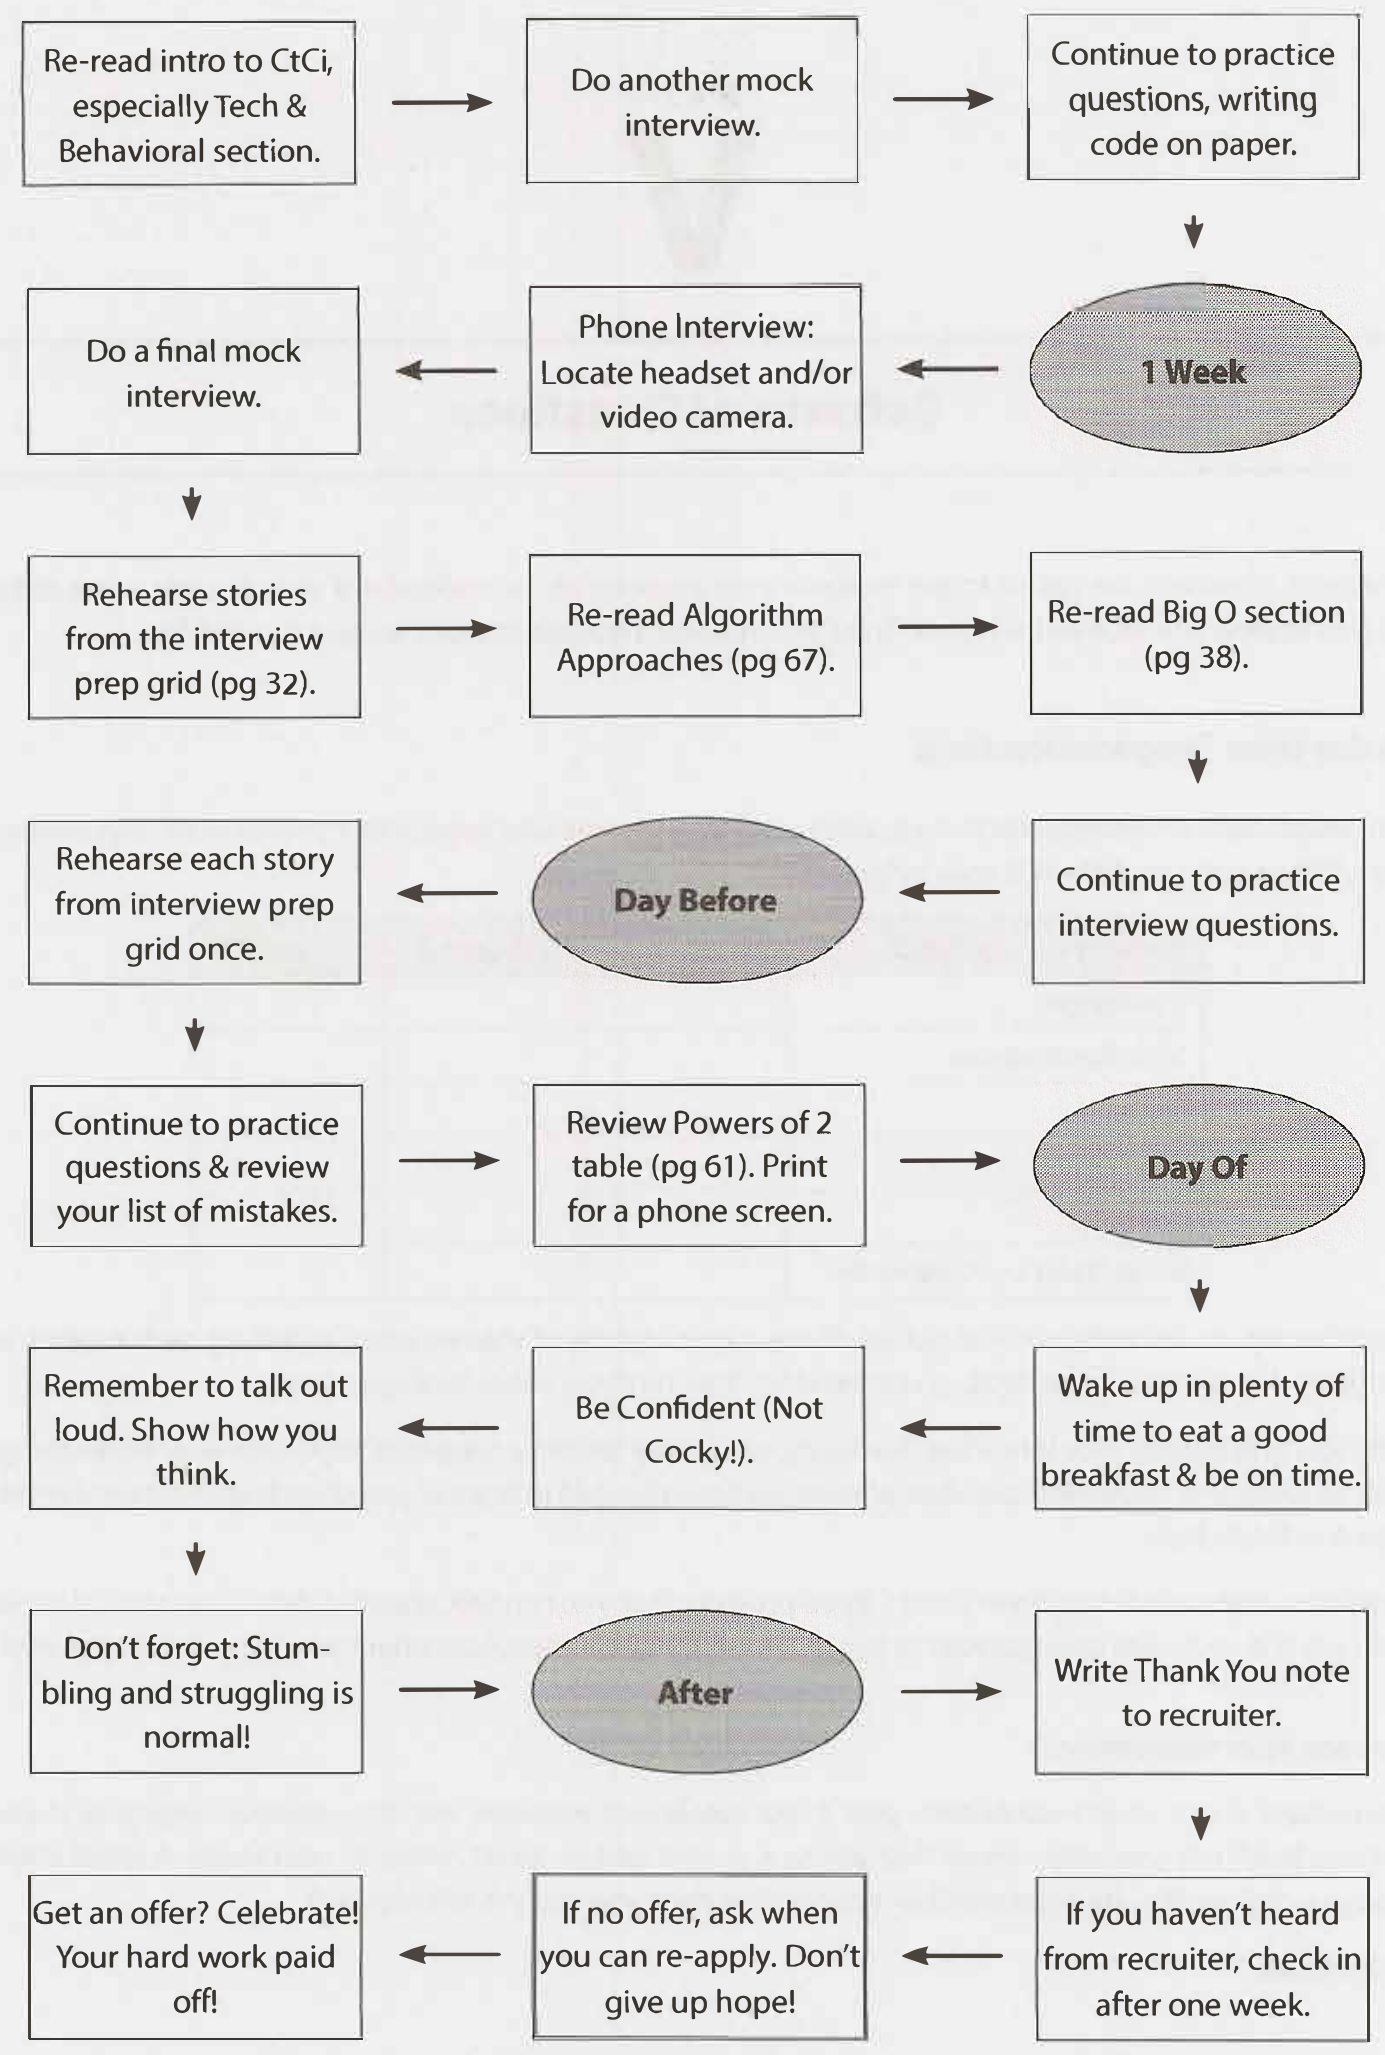 Re-read intro to CtCi,
especially Tech &
Behavioral section.
Do another mock
interview.
Continue to practice
questions, writing
code on paper.
1 Week
Phone Interview:
Locate headset and/or
video camera.
Do a final mock
interview.
Rehearse stories
from the interview
prep grid (pg 32).
Re-read Algorithm
Approaches (pg 67).
Re-read Big O section
(pg 38).
Continue to practice
interview questions.
Day Before
Rehearse each story
from interview prep
grid once.
Continue to practice
questions & review
your list of mistakes.
Review Powers of 2
table (pg 61). Print
for a phone screen.
Day Of
Wake up in plenty of
time to eat a good
breakfast & be on time.
Be Confident (Not
Cocky!).
Remember to talk out
loud. Show how you
think.
Don't forget: Stum-
bling and struggling is
normal!
After
Write Thank You note
to recruiter.
If you haven't heard
from recruiter, check in
after one week.
If no offer, ask when
you can re-apply. Don't
give up hope!
Get an offer? Celebrate!
Your hard work paid
off!